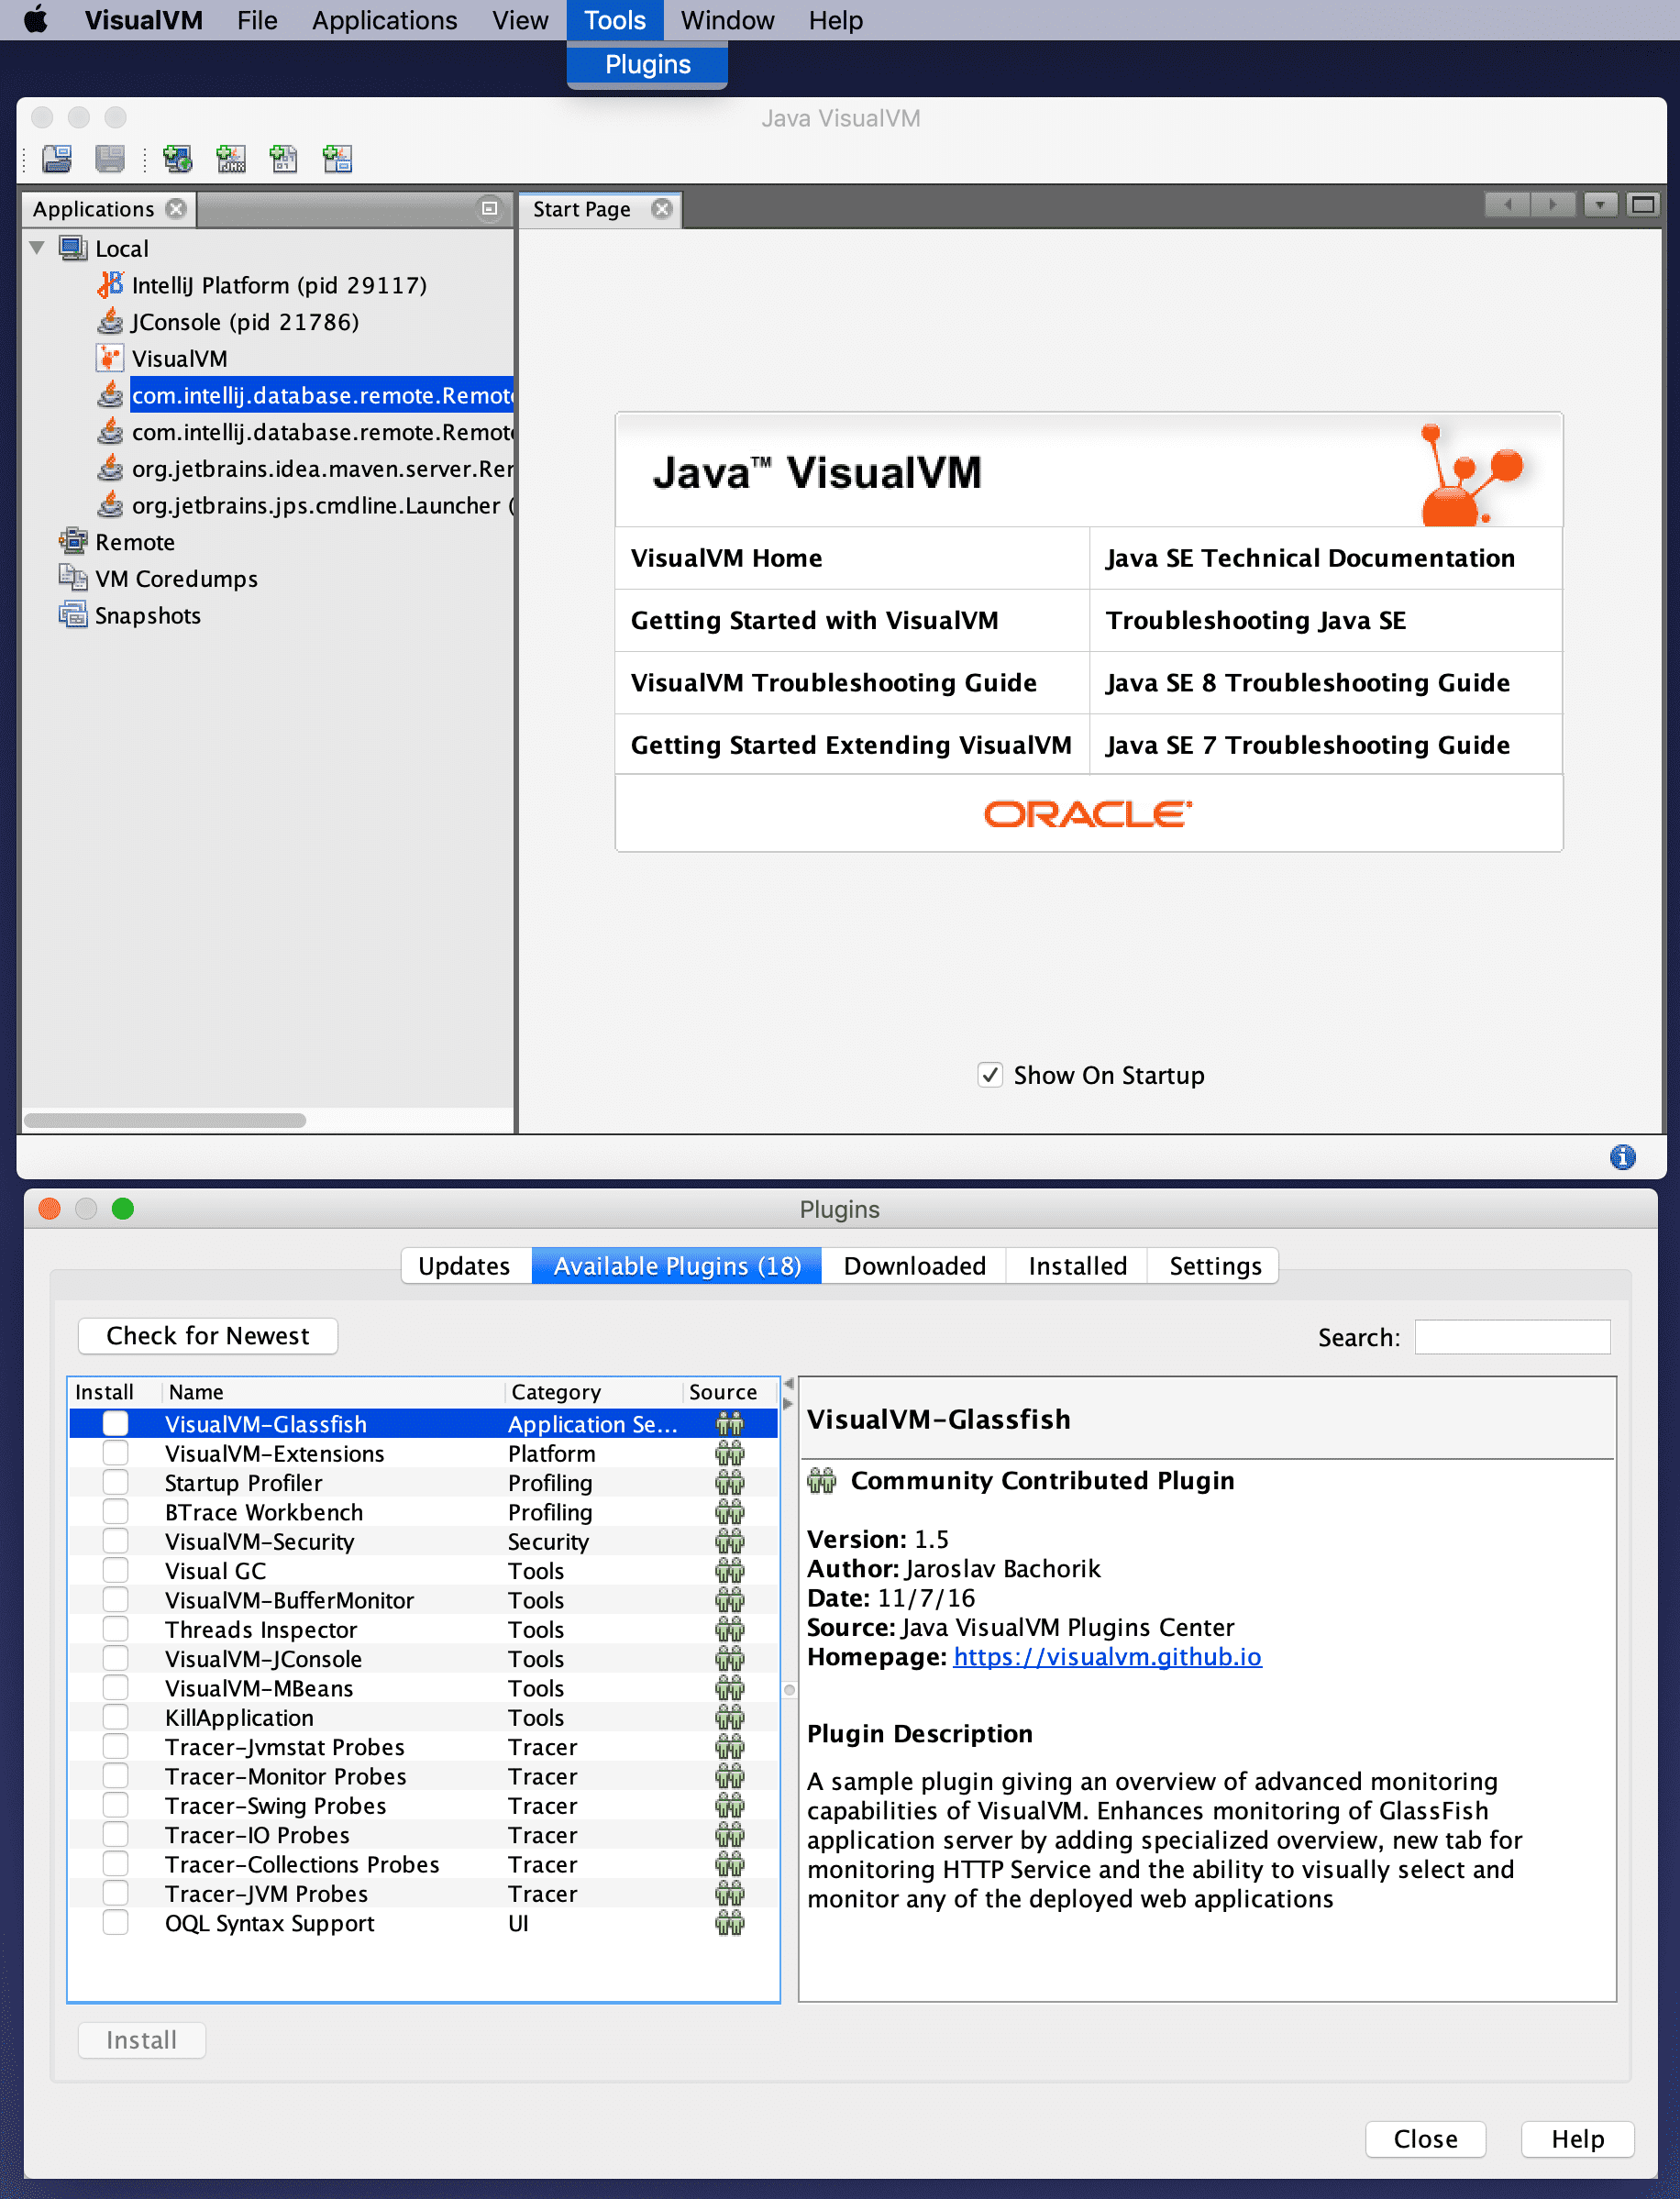 VisualVM File Applications View Tools Window Help
Plugins
Java VisualVM
Applications
Start Page
Local
IntelliJ Platform (pid 29117)
JConsole (pid 21786)
VisualVM
com.intellij.database.remote.Remote
com.intellij.database.remote.Remote
org.jetbrains.idea.maven.server.Rer
org.jetbrains.jps.cmdline.Launcher (
Remote
VM Coredumps
Snapshots
Java™ VisualVM
VisualVM Home
Java SE Technical Documentation
Getting Started with VisualVM
Troubleshooting Java SE
VisualVM Troubleshooting Guide
Java SE 8 Troubleshooting Guide
Getting Started Extending VisualVM
Java SE 7 Troubleshooting Guide
ORACLE
Show On Startup
Plugins
Updates Available Plugins (18) Downloaded Installed Settings
Check for Newest
Search:
Install Name Category Source
VisualVM-Glassfish Application Se...
VisualVM-Extensions Platform
Startup Profiler Profiling
BTrace Workbench Profiling
VisualVM-Security Security
Visual GC Tools
VisualVM-BufferMonitor Tools
Threads Inspector Tools
VisualVM-JConsole Tools
VisualVM-MBeans Tools
KillApplication Tools
Tracer-Jvmstat Probes Tracer
Tracer-Monitor Probes Tracer
Tracer-Swing Probes Tracer
Tracer-IO Probes Tracer
Tracer-Collections Probes Tracer
Tracer-JVM Probes Tracer
OQL Syntax Support UI
VisualVM-Glassfish
Community Contributed Plugin
Version: 1.5
Author: Jaroslav Bachorik
Date: 11/7/16
Source: Java VisualVM Plugins Center
Homepage: https://visualvm.github.io
Plugin Description
A sample plugin giving an overview of advanced monitoring
capabilities of VisualVM. Enhances monitoring of GlassFish
application server by adding specialized overview, new tab for
monitoring HTTP Service and the ability to visually select and
monitor any of the deployed web applications
Install
Close Help